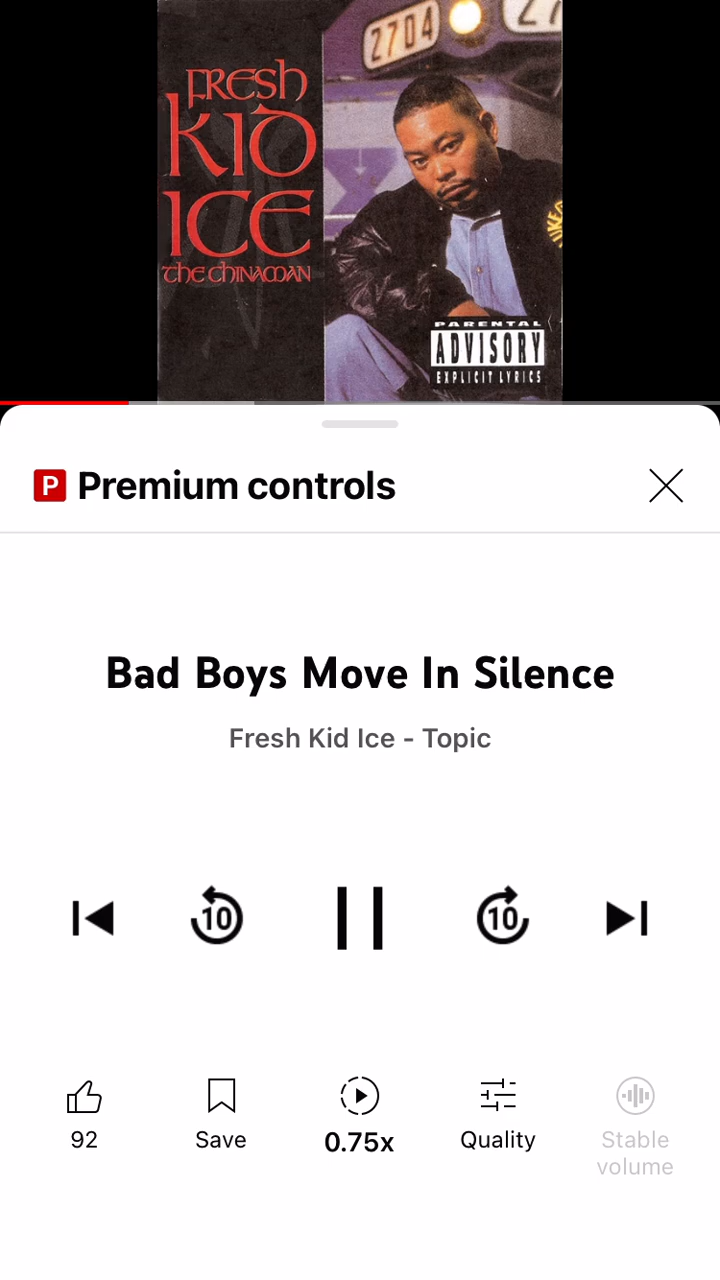 2704
27
FRESH
KID
ICE
THE CHINAMAN
PARENTAL
ADVISORY
EXPLICIT LYRICS
P Premium controls
Bad Boys Move In Silence
Fresh Kid Ice - Topic
10
10
92
Save
0.75x
Quality
Stable
volume